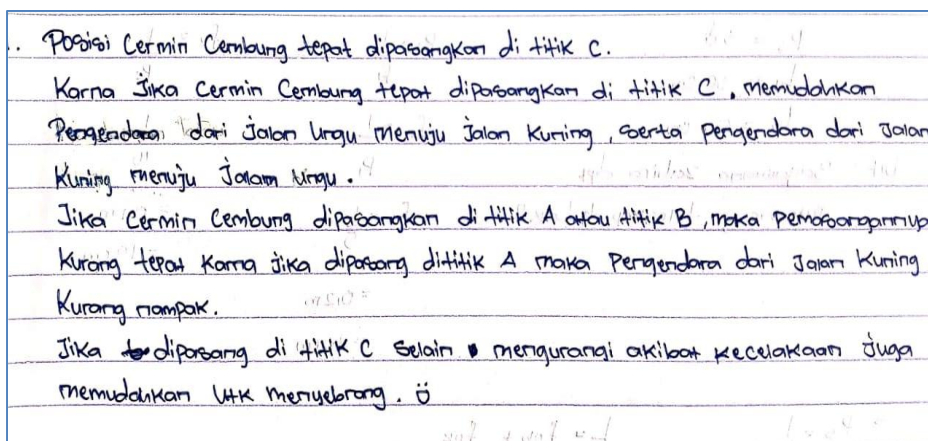 .. Posisi Cermin Cembung tepat dipasangkan di titik C.
Karna Jika Cermin Cembung tepat dipasangkan di titik C, memudahkan
Pengendara dari Jalan Ungu menuju Jalan Kuning, serta pengendara dari Jalan
Kuning menuju Jalam Ungu.
Jika Cermin Cembung dipasangkan di titik A atau titik B, maka pemasangannya
Kurang tepat Karna jika dipasang dititik A maka Pengendara dari Jalan Kuning
Kurang nampak.
Jika dipasang di titik C selain mengurangi akibat kecelakaan juga
memudahkan Utk menyebrang. ü